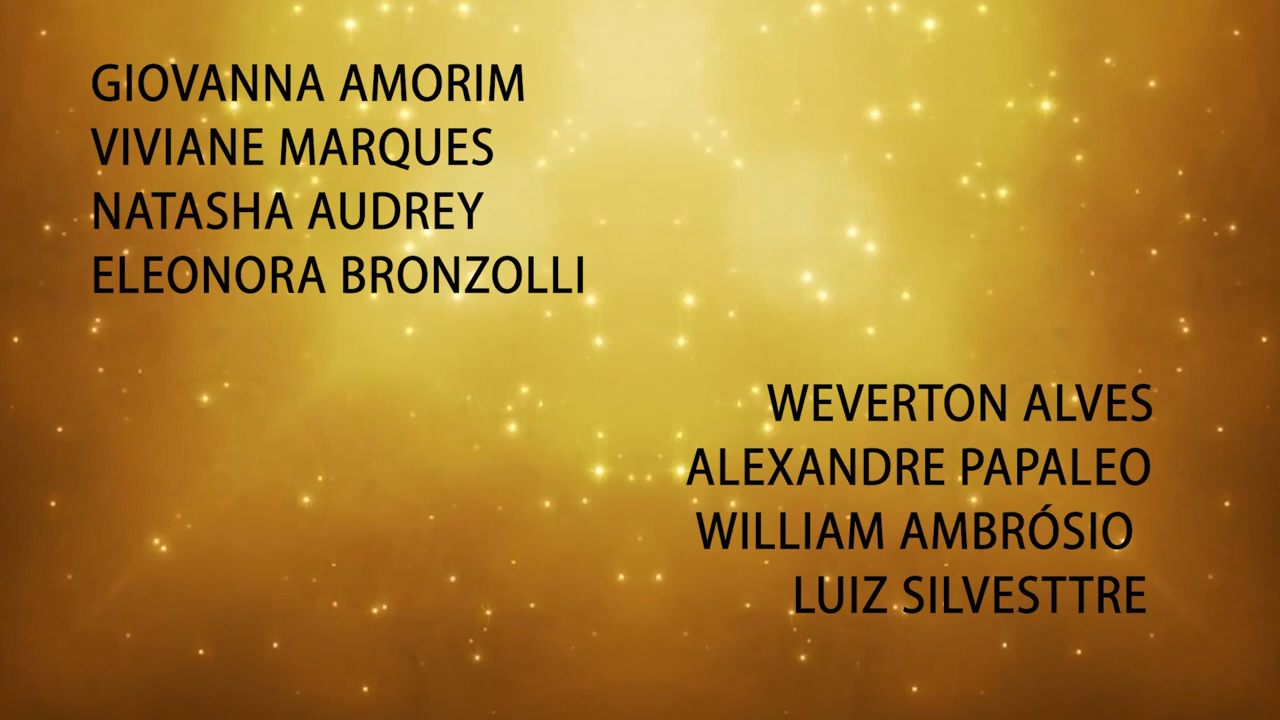 GIOVANNA AMORIM
VIVIANE MARQUES
NATASHA AUDREY
ELEONORA BRONZOLLI
WEVERTON ALVES
ALEXANDRE PAPALEO
WILLIAM AMBRÓSIO
LUIZ SILVESTTRE